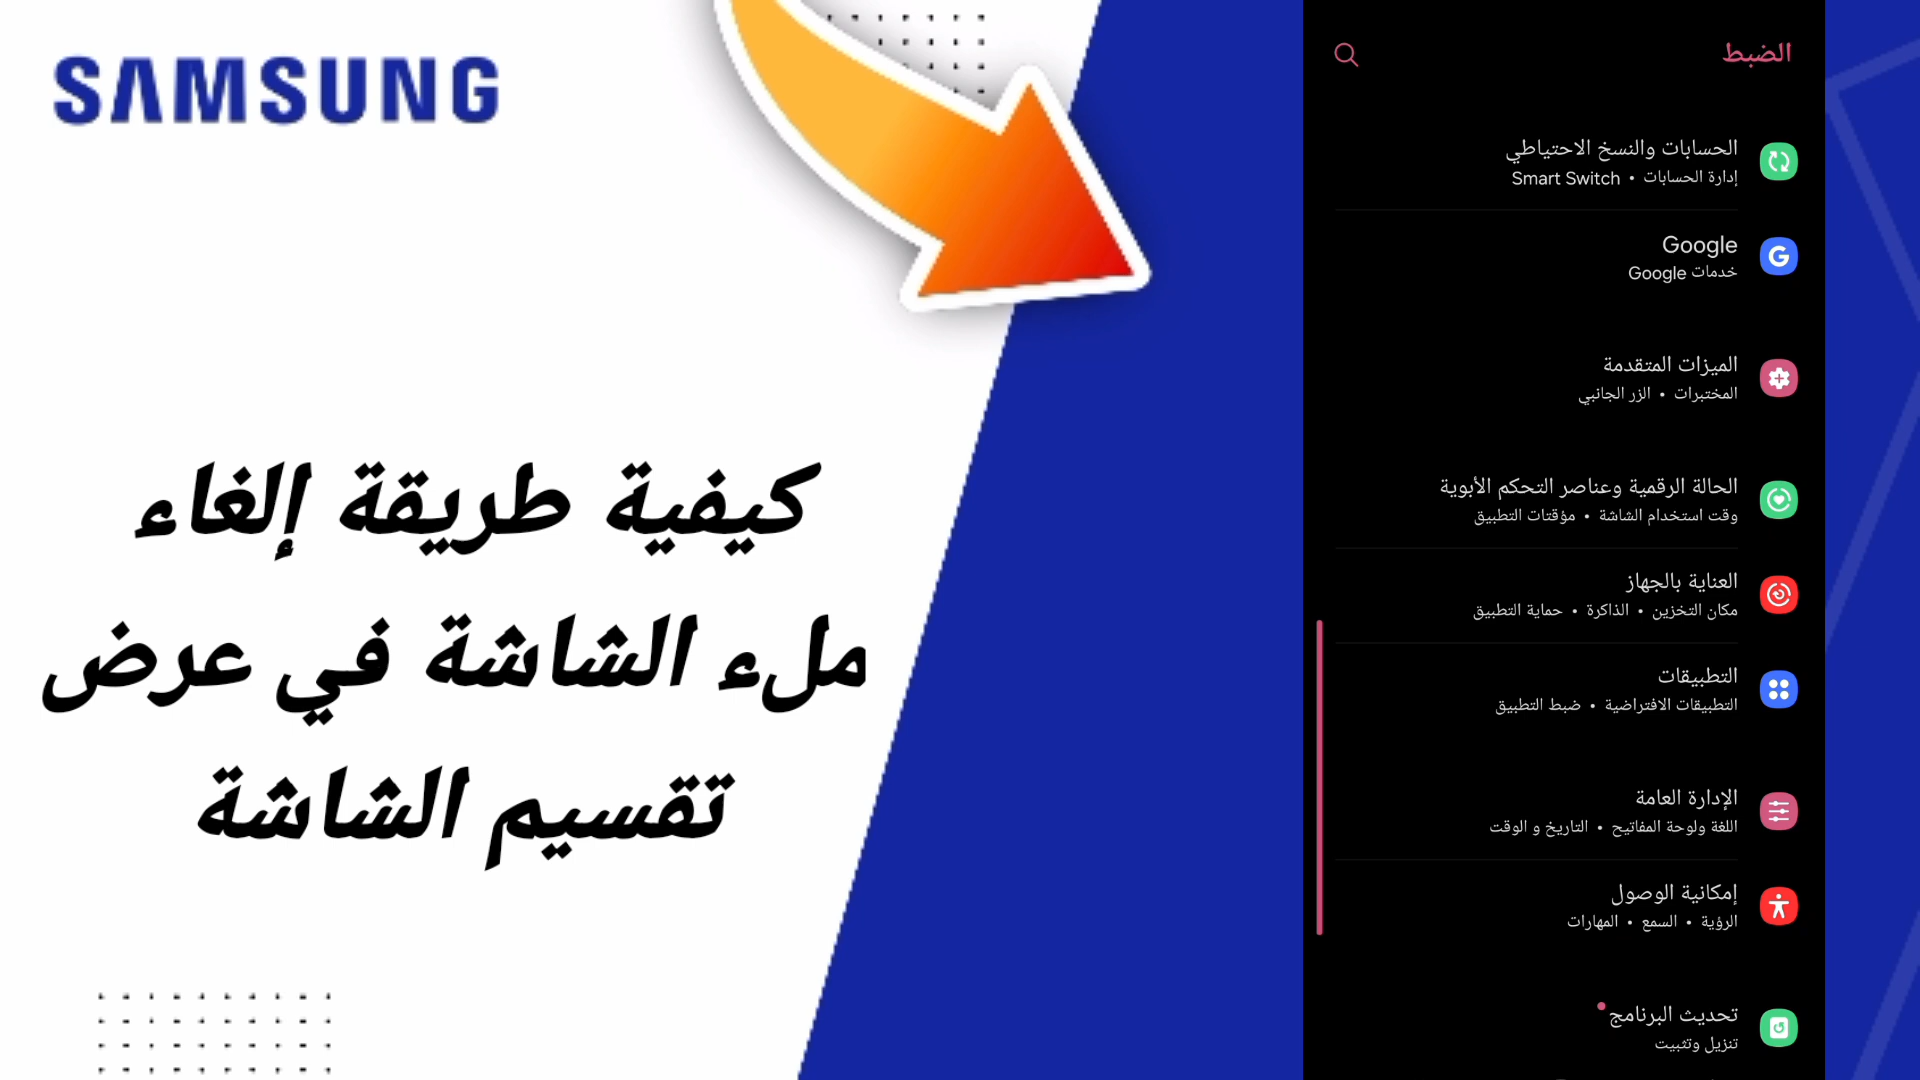 SAMSUNG
كيفية طريقة إلغاء
ملء الشاشة في عرض
تقسيم الشاشة
الضبط
الحسابات والنسخ الاحتياطي
إدارة الحسابات • Smart Switch
Google
خدمات Google
الميزات المتقدمة
المختبرات • الزر الجانبي
الحالة الرقمية وعناصر التحكم الأبوية
وقت استخدام الشاشة • مؤقتات التطبيق
العناية بالجهاز
مكان التخزين • الذاكرة • حماية التطبيق
التطبيقات
التطبيقات الافتراضية • ضبط التطبيق
الإدارة العامة
اللغة ولوحة المفاتيح • التاريخ و الوقت
إمكانية الوصول
الرؤية • السمع • المهارات
تحديث البرنامج
تنزيل وتثبيت